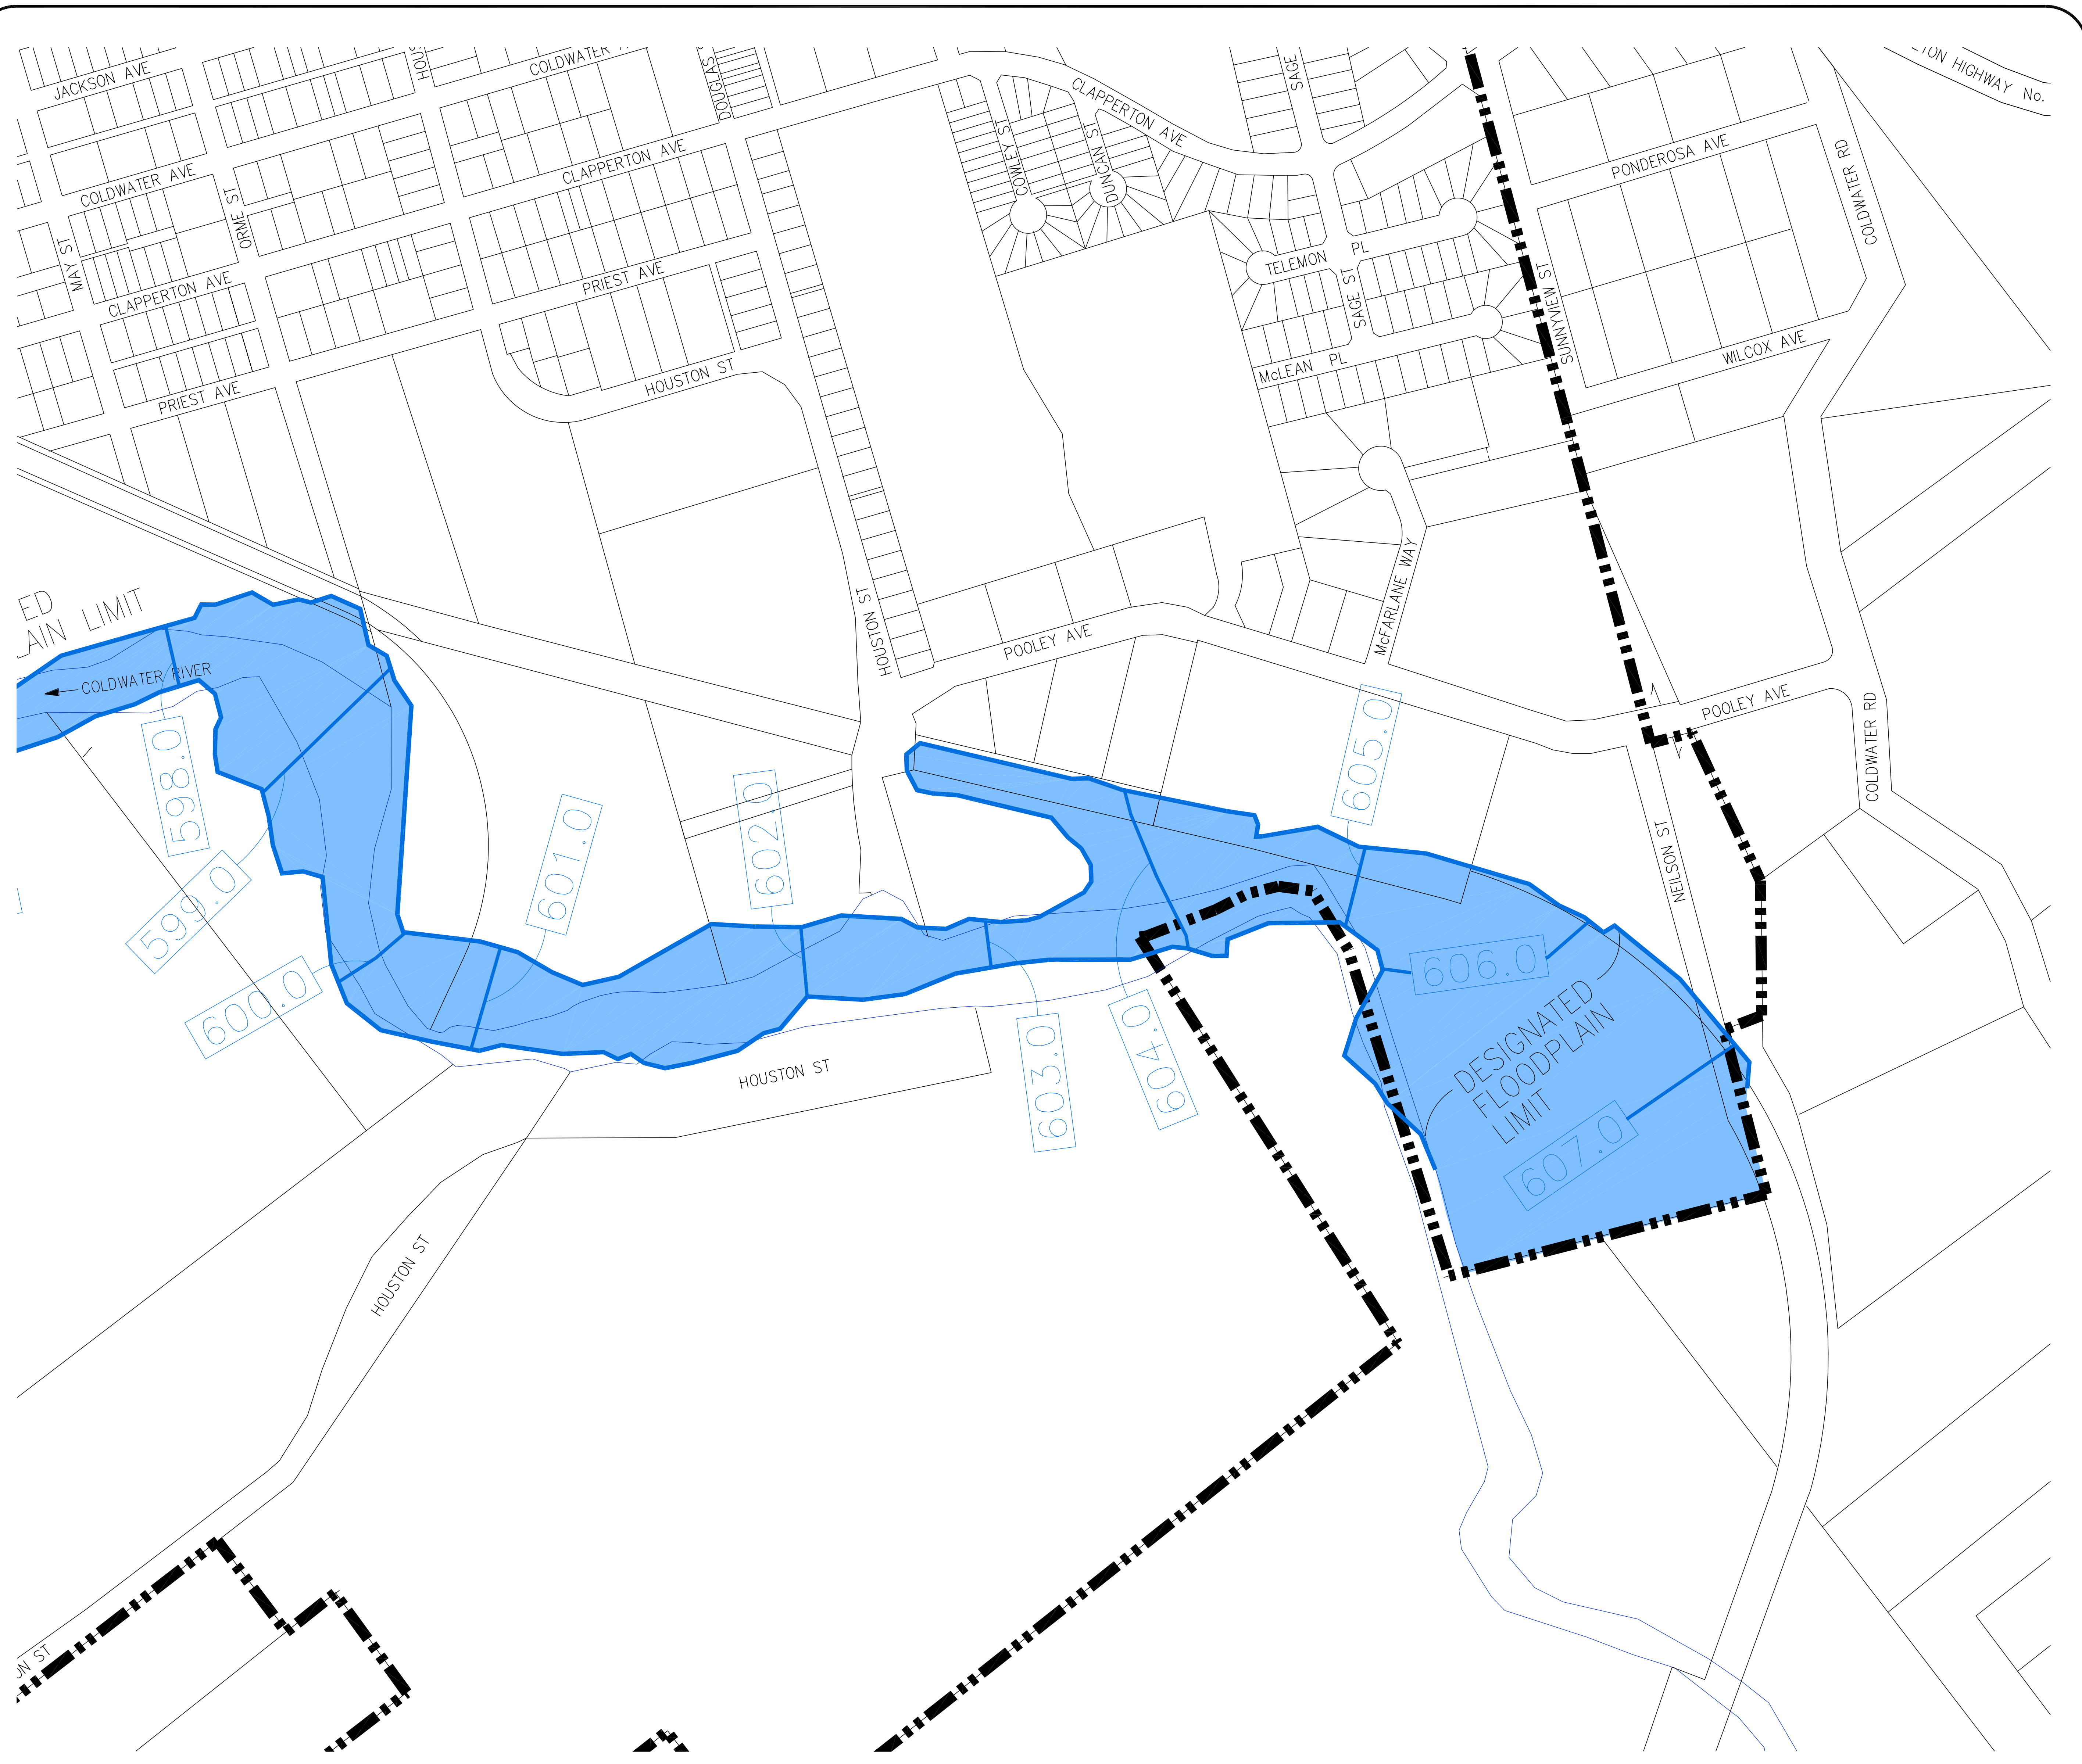 JACKSON AVE
COLDWATER
DOUGLAS
CLAPPERTON AVE
SAGE
HIGHWAY No.
COLDWATER AVE
ORME ST
MAY ST
CLAPPERTON AVE
PRIEST AVE
CLAPPERTON AVE
PRIEST AVE
HOUSTON ST
COWLEY ST
DUNCAN ST
TELEMON PL
SAGE ST
McLEAN PL
SUNNYVIEW ST
PONDEROSA AVE
COLDWATER RD
WILCOX AVE
LIMIT
COLDWATER RIVER
HOUSTON ST
POOLEY AVE
McFARLANE WAY
POOLEY AVE
COLDWATER RD
NEILSON ST
598.0
599.0
600.0
601.0
602.0
603.0
604.0
605.0
606.0
607.0
DESIGNATED
FLOODPLAIN
LIMIT
HOUSTON ST
HOUSTON ST
ST